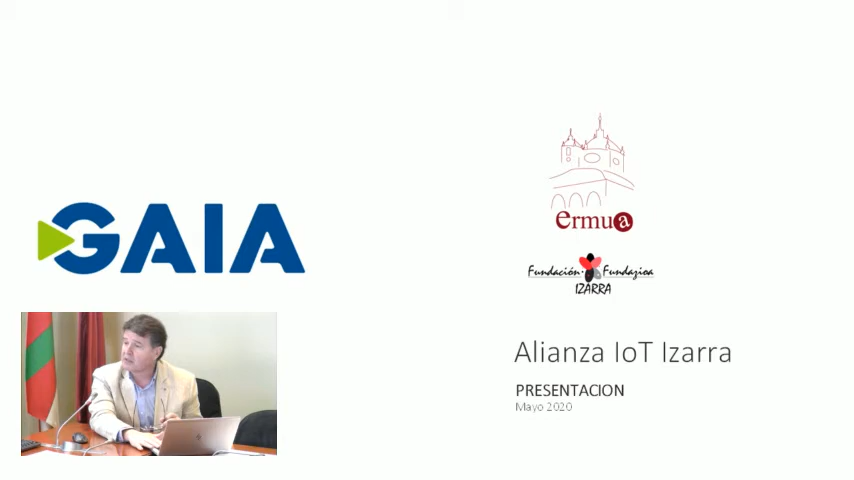 GAIA
ermua
Fundación · Fundazioa
IZARRA
Alianza IoT Izarra
PRESENTACION
Mayo 2020